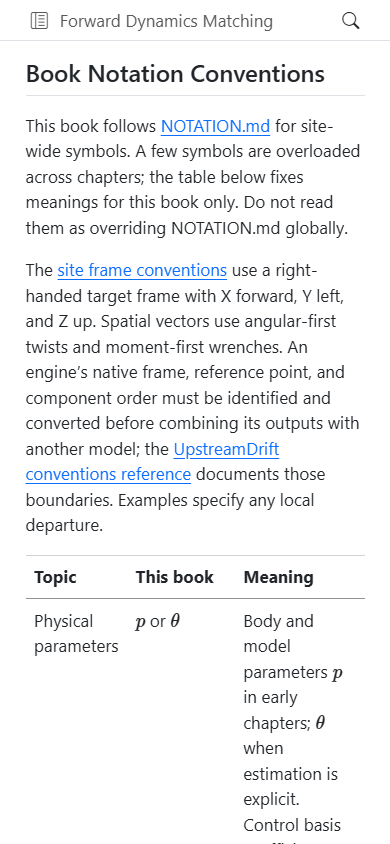 Forward Dynamics Matching
Book Notation Conventions
This book follows NOTATION.md for site-
wide symbols. A few symbols are overloaded
across chapters; the table below fixes
meanings for this book only. Do not read
them as overriding NOTATION.md globally.
The site frame conventions use a right-
handed target frame with X forward, Y left,
and Z up. Spatial vectors use angular-first
twists and moment-first wrenches. An
engine’s native frame, reference point, and
component order must be identified and
converted before combining its outputs with
another model; the UpstreamDrift
conventions reference documents those
boundaries. Examples specify any local
departure.
Topic This book Meaning
Physical p or θ Body and
parameters model
parameters p
in early
chapters; θ
when
estimation is
explicit.
Control basis